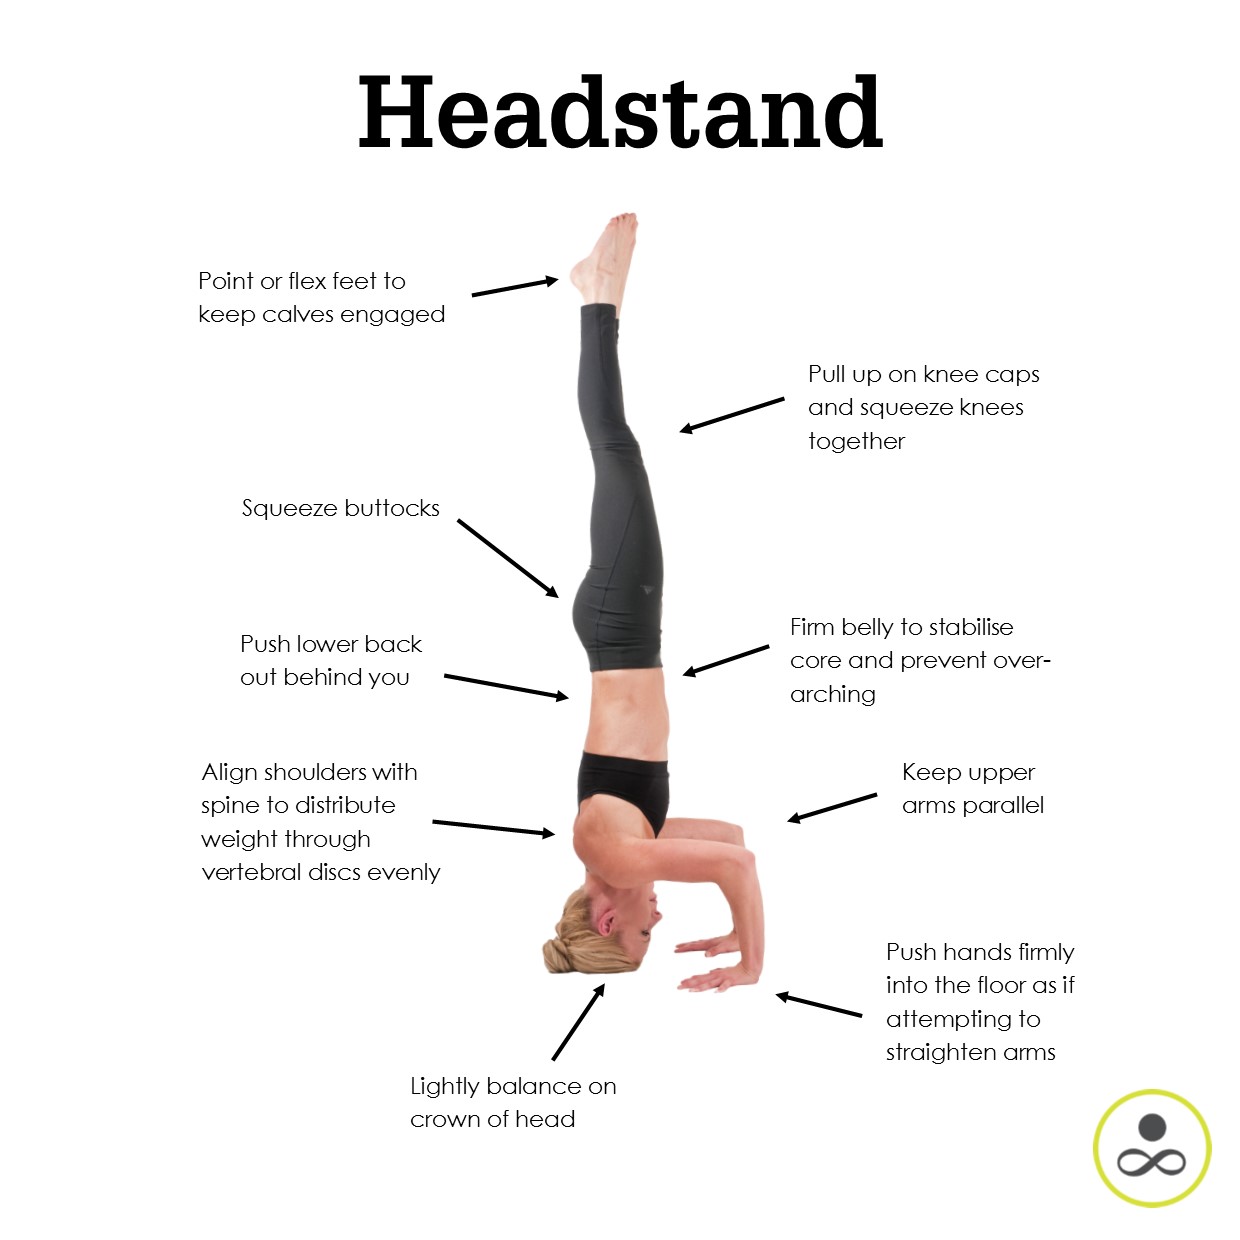 Headstand
Point or flex feet to
keep calves engaged
Pull up on knee caps
and squeeze knees
together
Squeeze buttocks
Push lower back
out behind you
Firm belly to stabilise
core and prevent over-
arching
Align shoulders with
spine to distribute
weight through
vertebral discs evenly
Keep upper
arms parallel
Push hands firmly
into the floor as if
attempting to
straighten arms
Lightly balance on
crown of head